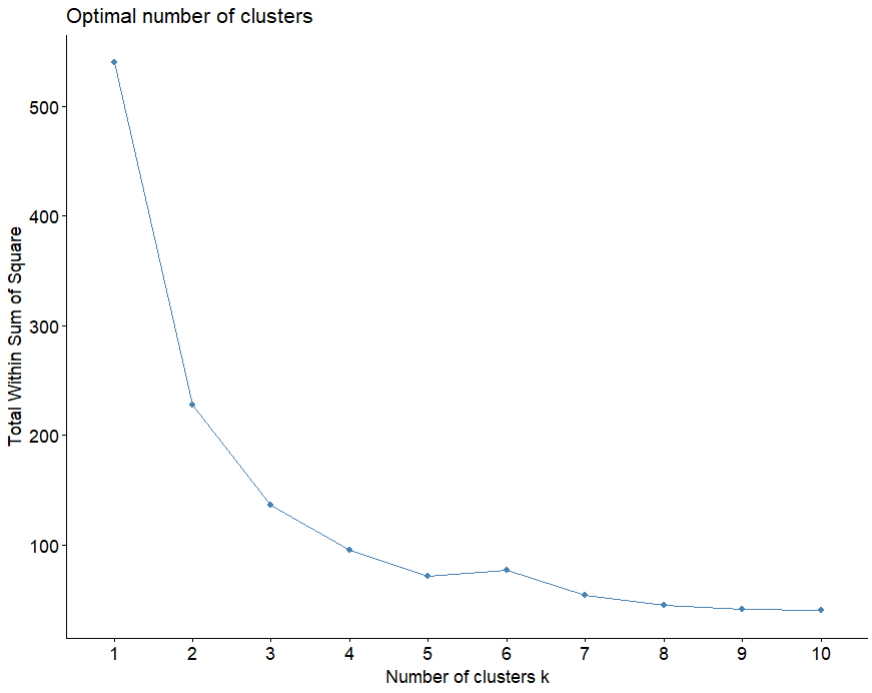 Optimal number of clusters
500
400
300
200
100
Total Within Sum of Square
1 2 3 4 5 6 7 8 9 10
Number of clusters k